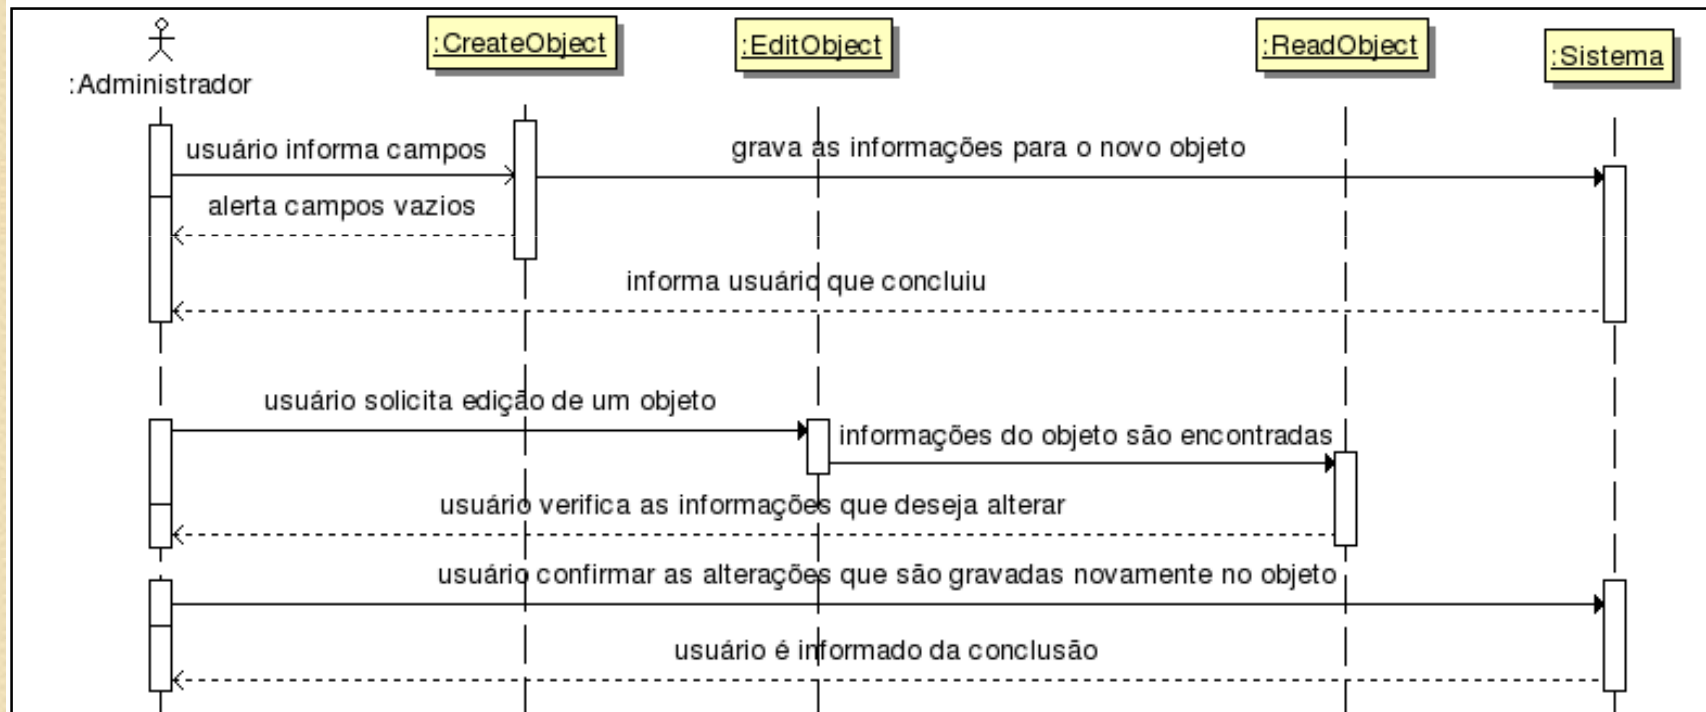 :Administrador
:CreateObject
:EditObject
:ReadObject
:Sistema
usuário informa campos
grava as informações para o novo objeto
alerta campos vazios
informa usuário que concluiu
usuário solicita edição de um objeto
informações do objeto são encontradas
usuário verifica as informações que deseja alterar
usuário confirmar as alterações que são gravadas novamente no objeto
usuário é informado da conclusão